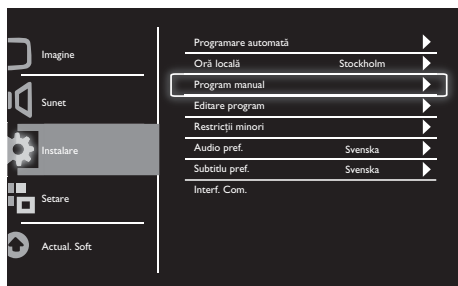 Imagine
Sunet
Instalare
Setare
Actual. Soft
Programare automată
Oră locală Stockholm
Program manual
Editare program
Restricții minori
Audio pref. Svenska
Subtitlu pref. Svenska
Interf. Com.